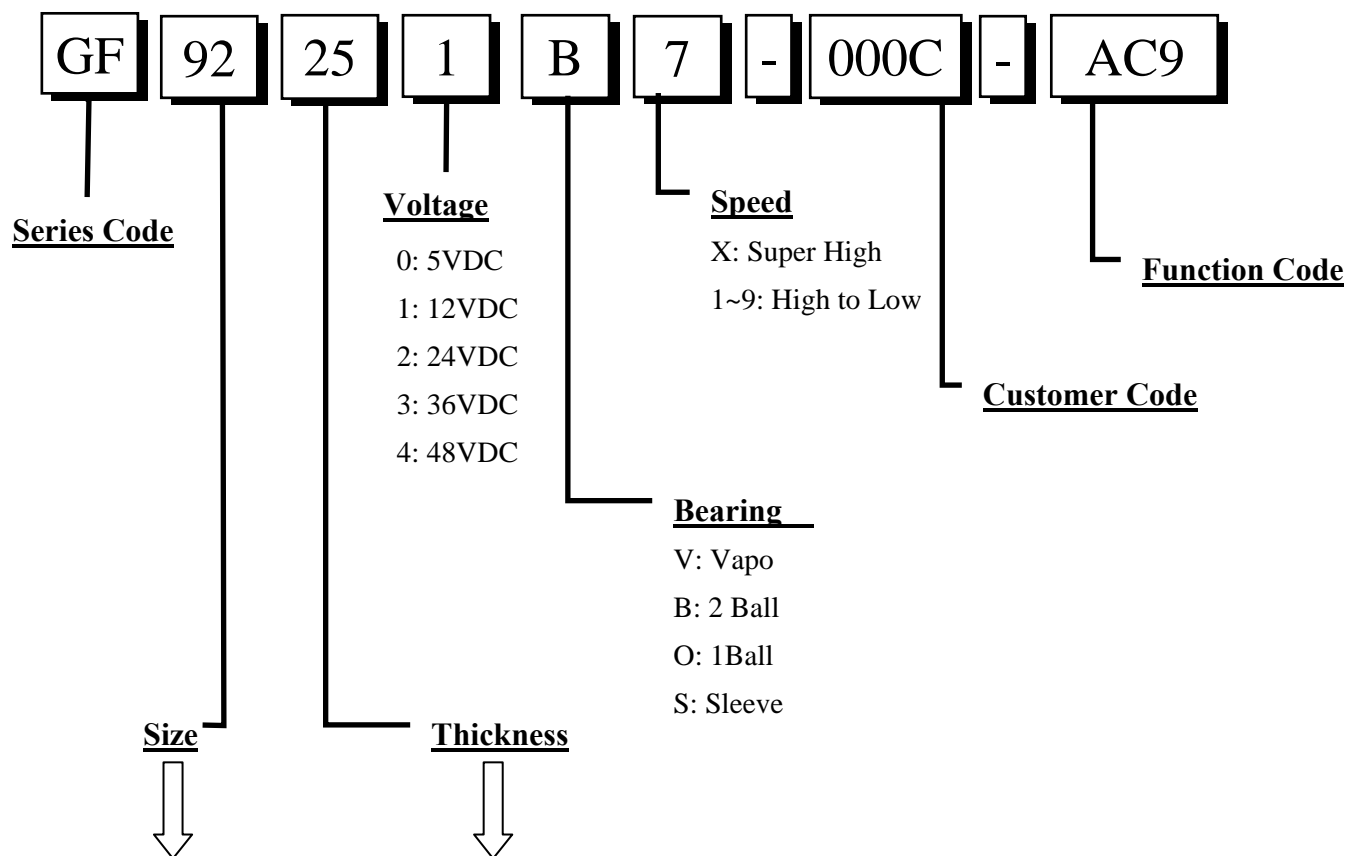 GF 92 25 1 B 7 - 000C - AC9
Series Code
Voltage
0: 5VDC
1: 12VDC
2: 24VDC
3: 36VDC
4: 48VDC
Speed
X: Super High
1~9: High to Low
Function Code
Customer Code
Bearing
V: Vapo
B: 2 Ball
O: 1Ball
S: Sleeve
Size
Thickness